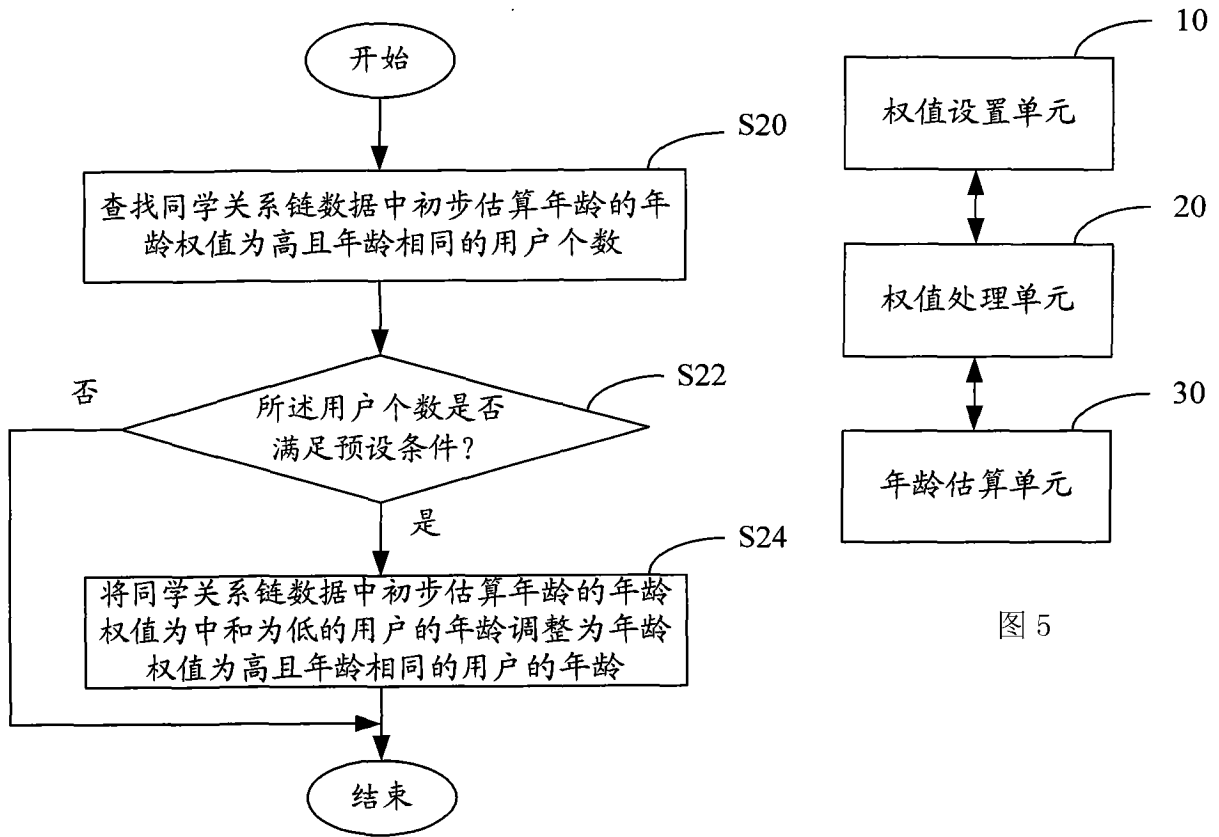 开始
S20
查找同学关系链数据中初步估算年龄的年
龄权值为高且年龄相同的用户个数
否
S22
所述用户个数是否
满足预设条件?
是
S24
将同学关系链数据中初步估算年龄的年龄
权值为中和为低的用户的年龄调整为年龄
权值为高且年龄相同的用户的年龄
结束
10
权值设置单元
20
权值处理单元
30
年龄估算单元
图 5